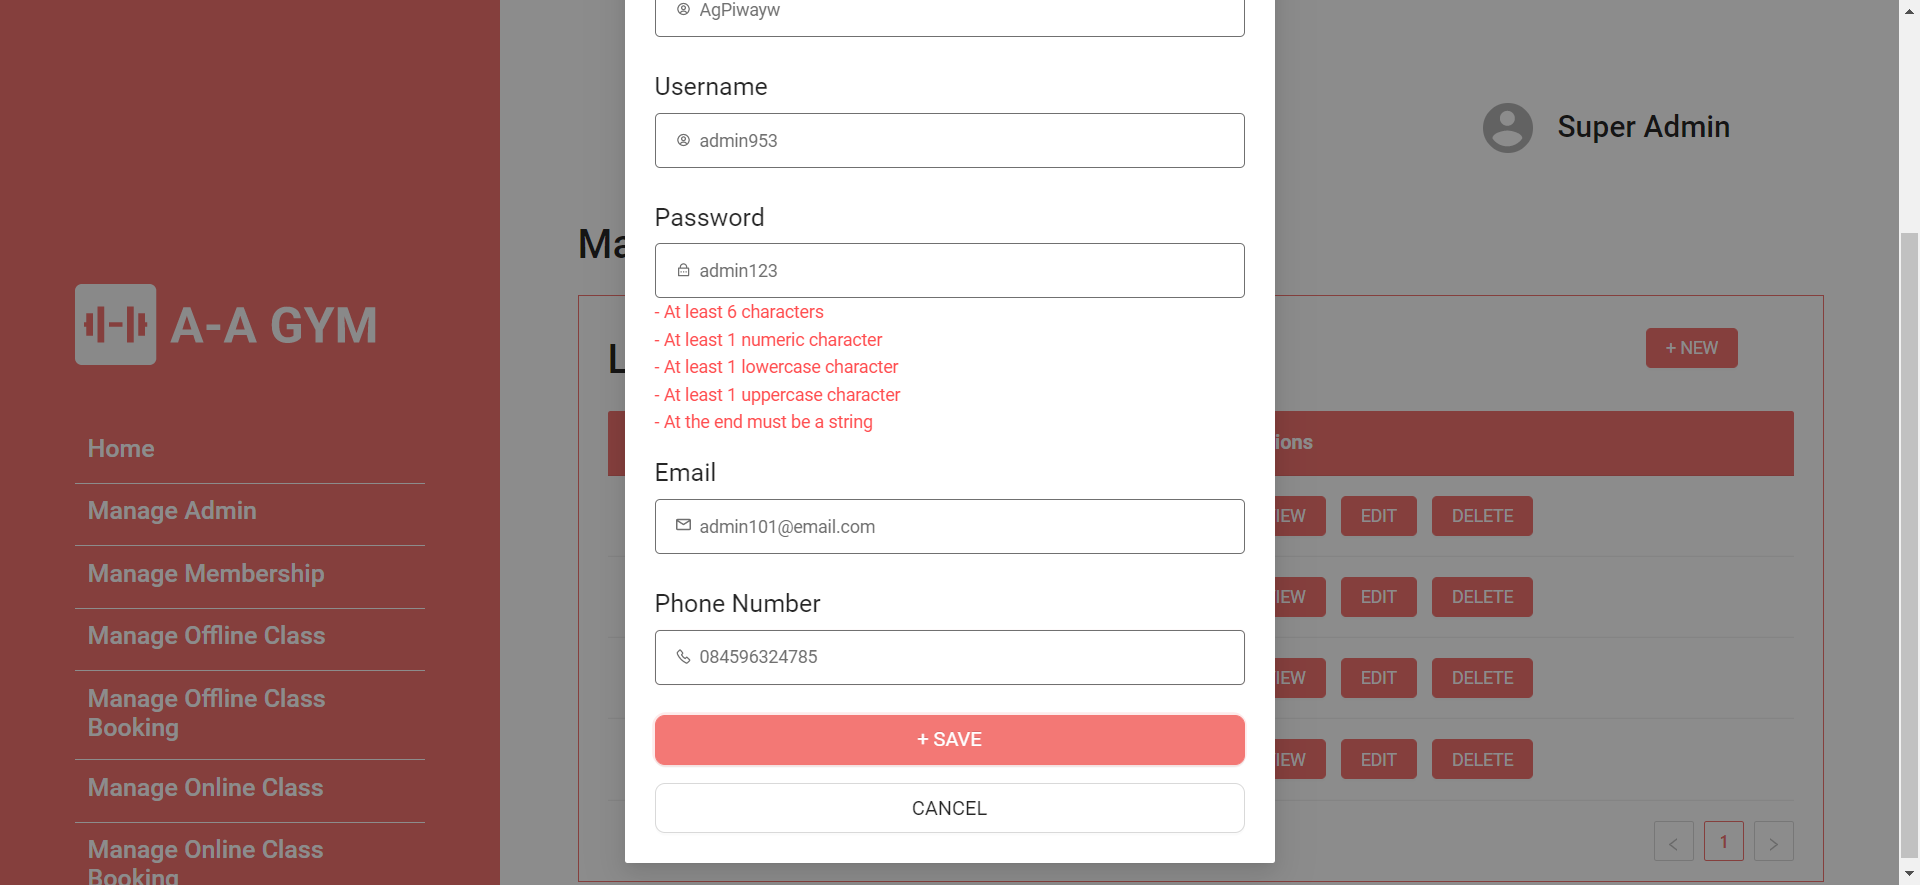 A-A GYM
Home
Manage Admin
Manage Membership
Manage Offline Class
Manage Offline Class
Booking
Manage Online Class
Manage Online Class
Booking
Super Admin
+ NEW
AgPiwayw
Username
admin953
Password
admin123
- At least 6 characters
- At least 1 numeric character
- At least 1 lowercase character
- At least 1 uppercase character
- At the end must be a string
Email
admin101@email.com
Phone Number
084596324785
+ SAVE
CANCEL
Ma
L
ions
IEW EDIT DELETE
IEW EDIT DELETE
IEW EDIT DELETE
IEW EDIT DELETE
< 1 >